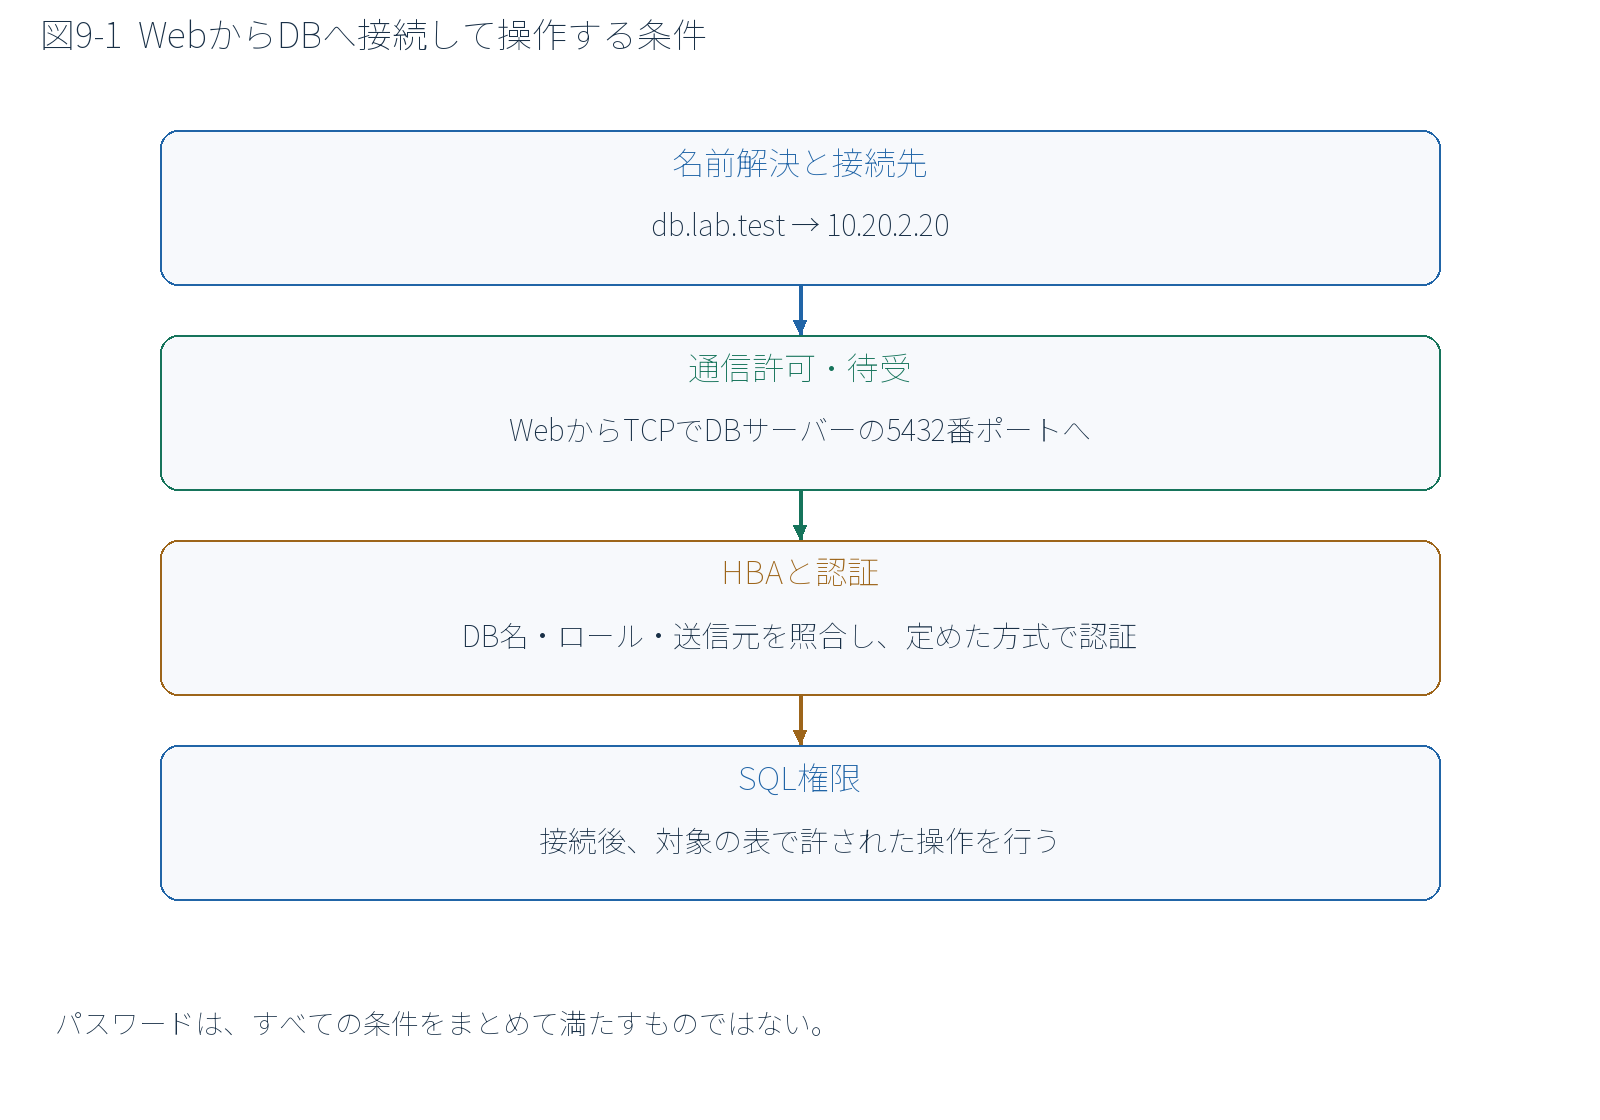 図9-1 WebからDBへ接続して操作する条件
名前解決と接続先
db.lab.test → 10.20.2.20
通信許可・待受
WebからTCPでDBサーバーの5432番ポートへ
HBAと認証
DB名・ロール・送信元を照合し、定めた方式で認証
SQL権限
接続後、対象の表で許された操作を行う
パスワードは、すべての条件をまとめて満たすものではない。